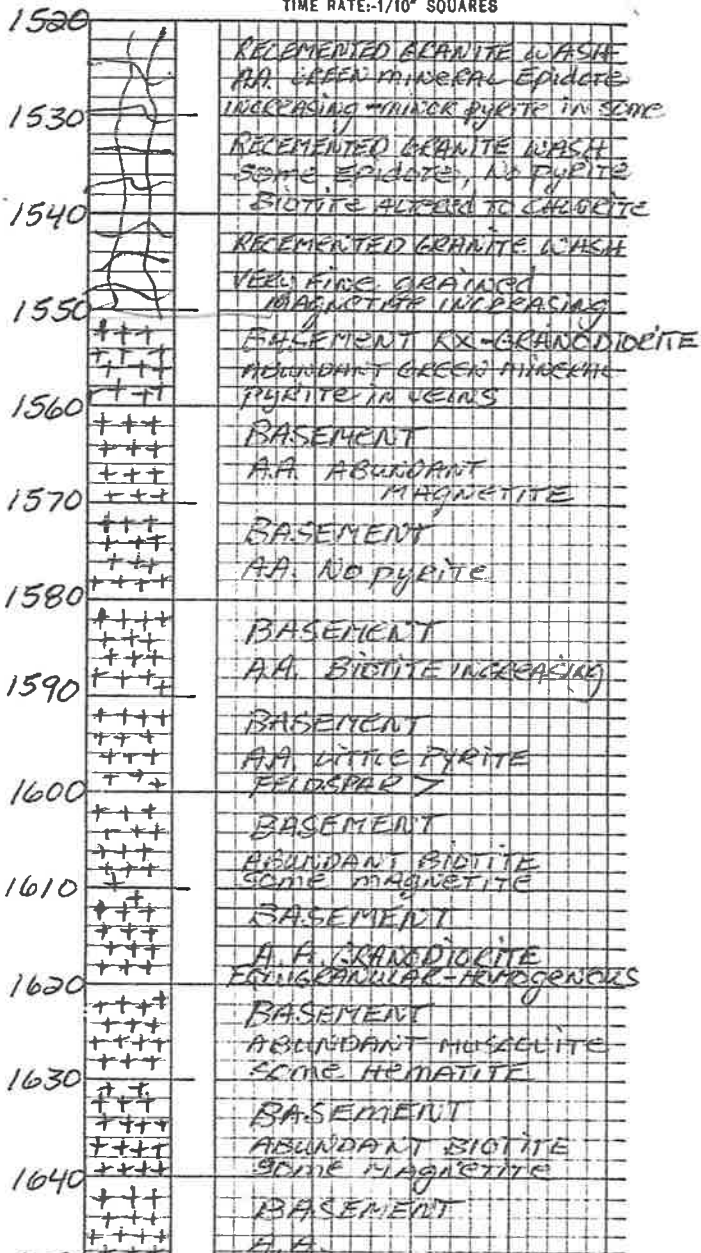 TIME RATE:-1/10" SQUARES
1520
RECEMENTED GRANITE WASH
A.A. GREEN MINERAL EPIDOTE
INCREASING - MINOR PYRITE IN SOME
1530
RECEMENTED GRANITE WASH
SOME EPIDOTE, NO PYRITE
BIOTITE ALTERED TO CHLORITE
1540
RECEMENTED GRANITE WASH
VERY FINE GRAINED
MAGNETITE INCREASING
1550
BASEMENT RX-GRANODIORITE
ABUNDANT GREEN MINERAL
PYRITE IN VEINS
1560
BASEMENT
A.A. ABUNDANT
MAGNETITE
1570
BASEMENT
A.A. NO PYRITE
1580
BASEMENT
A.A. BIOTITE INCREASING
1590
BASEMENT
A.A. LITTLE PYRITE
FELDSPAR >
1600
BASEMENT
ABUNDANT BIOTITE
SOME MAGNETITE
1610
BASEMENT
A.A. GRANODIORITE
EQUIGRANULAR-HOMOGENOUS
1620
BASEMENT
ABUNDANT MUSCOVITE
SOME HEMATITE
1630
BASEMENT
ABUNDANT BIOTITE
SOME MAGNETITE
1640
BASEMENT
A.A.